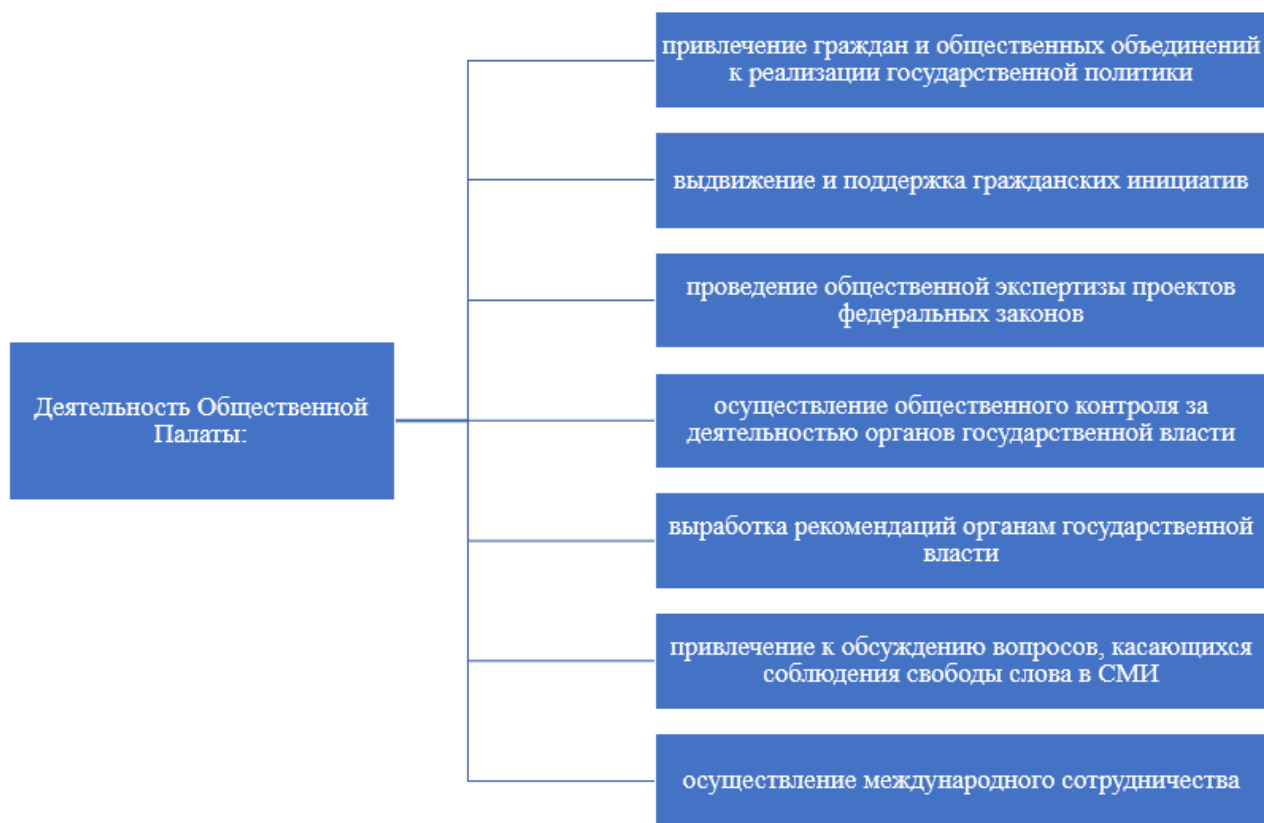 Деятельность Общественной
Палаты:
привлечение граждан и общественных объединений
к реализации государственной политики
выдвижение и поддержка гражданских инициатив
проведение общественной экспертизы проектов
федеральных законов
осуществление общественного контроля за
деятельностью органов государственной власти
выработка рекомендаций органам государственной
власти
привлечение к обсуждению вопросов, касающихся
соблюдения свободы слова в СМИ
осуществление международного сотрудничества